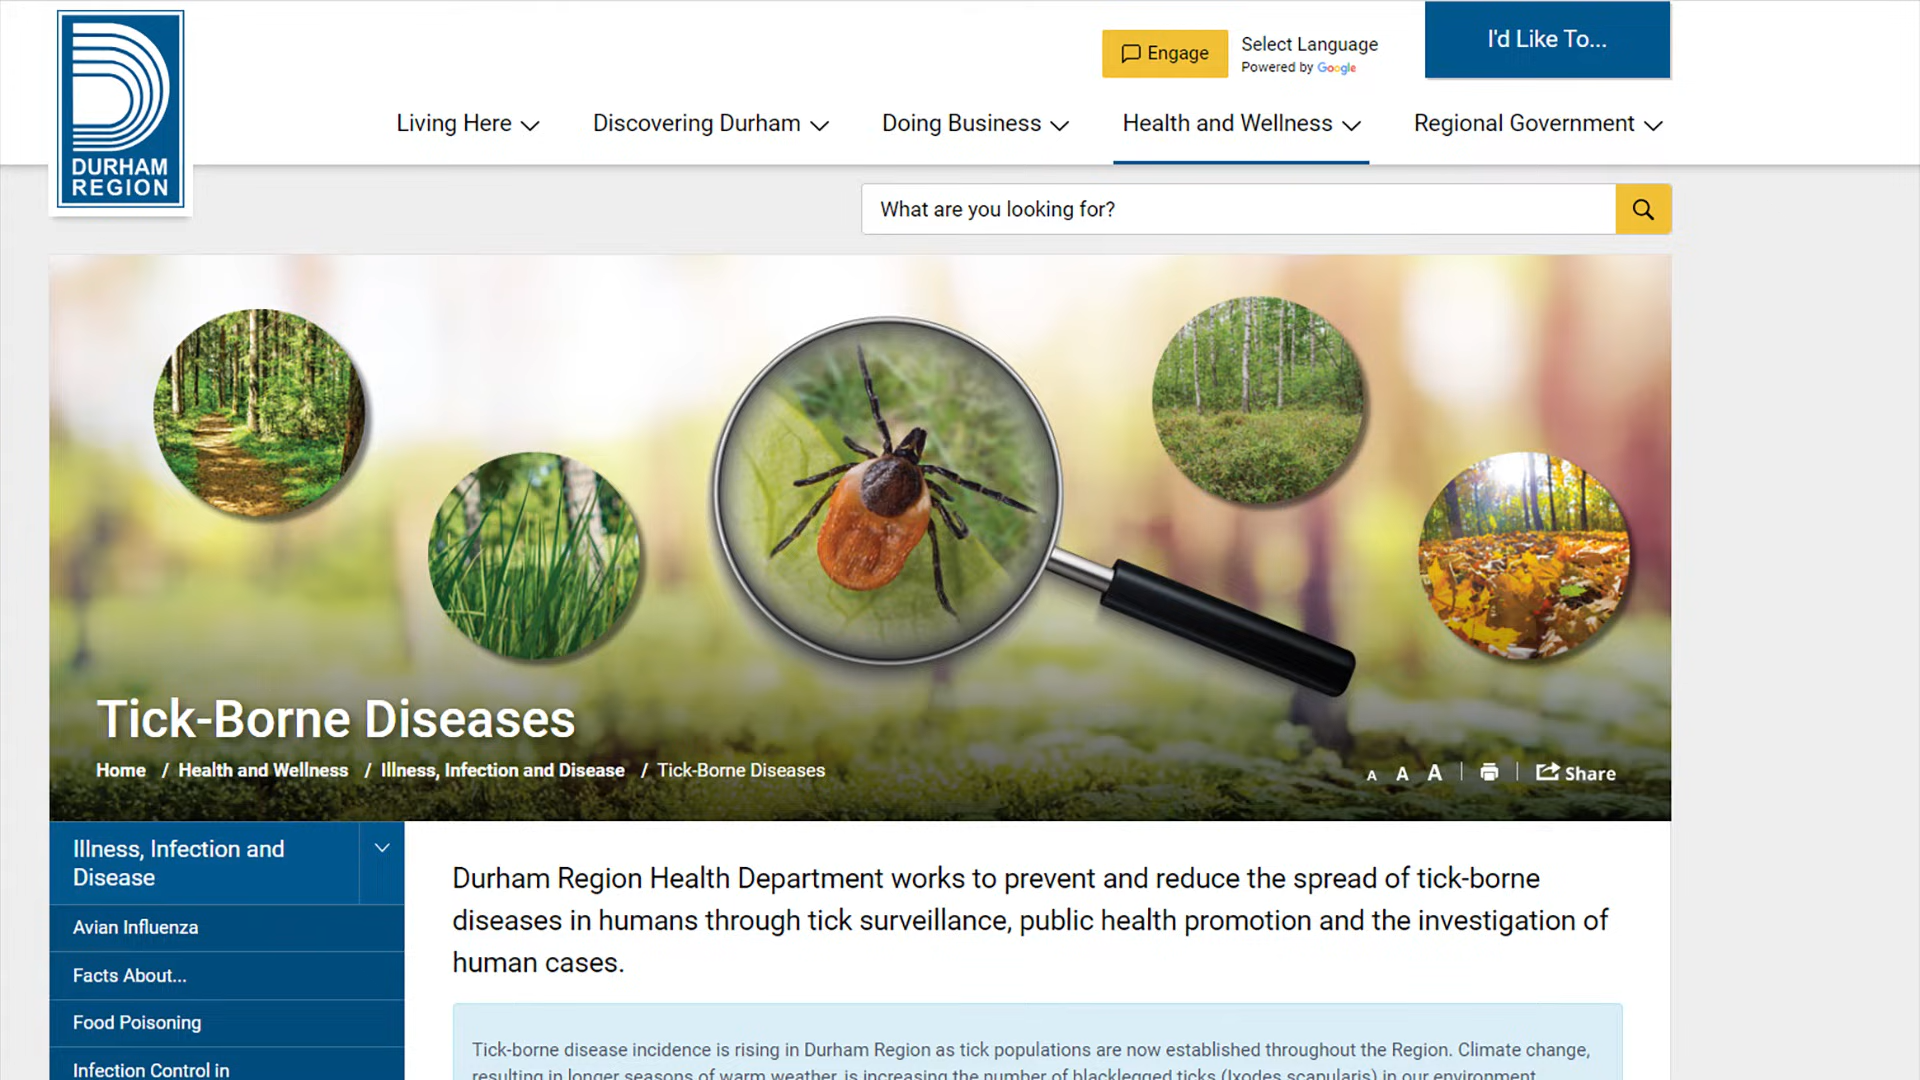 DURHAM
REGION
Engage
Select Language
Powered by Google
I'd Like To...
Living Here
Discovering Durham
Doing Business
Health and Wellness
Regional Government
What are you looking for?
Tick-Borne Diseases
Home / Health and Wellness / Illness, Infection and Disease / Tick-Borne Diseases
A A A | | Share
Illness, Infection and
Disease
Avian Influenza
Facts About...
Food Poisoning
Infection Control in
Durham Region Health Department works to prevent and reduce the spread of tick-borne
diseases in humans through tick surveillance, public health promotion and the investigation of
human cases.
Tick-borne disease incidence is rising in Durham Region as tick populations are now established throughout the Region. Climate change,
resulting in longer seasons of warm weather, is increasing the number of blacklegged ticks (Ixodes scapularis) in our environment.